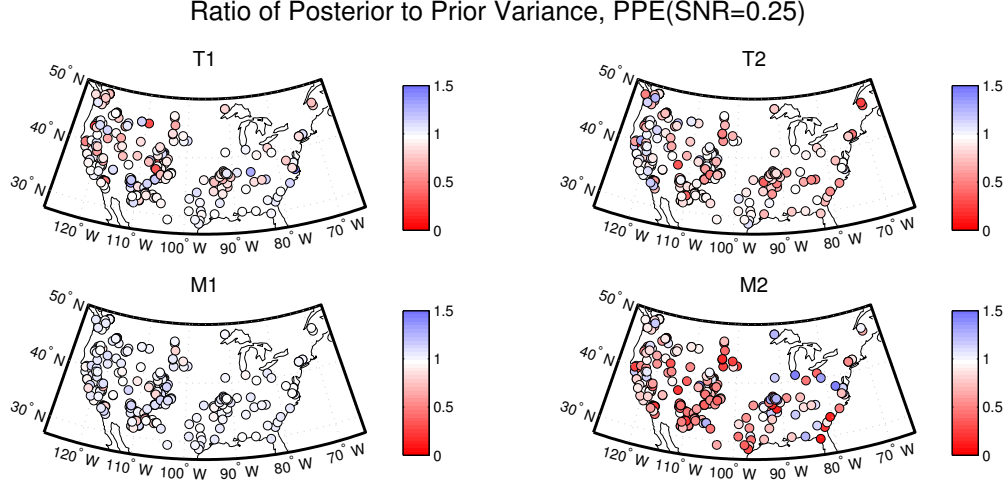 Ratio of Posterior to Prior Variance, PPE(SNR=0.25)
T1
T2
50° N
40° N
30° N
120° W
110° W
100° W
90° W
80° W
70° W
1.5
1
0.5
0
50° N
40° N
30° N
120° W
110° W
100° W
90° W
80° W
70° W
1.5
1
0.5
0
M1
M2
50° N
40° N
30° N
120° W
110° W
100° W
90° W
80° W
70° W
1.5
1
0.5
0
50° N
40° N
30° N
120° W
110° W
100° W
90° W
80° W
70° W
1.5
1
0.5
0